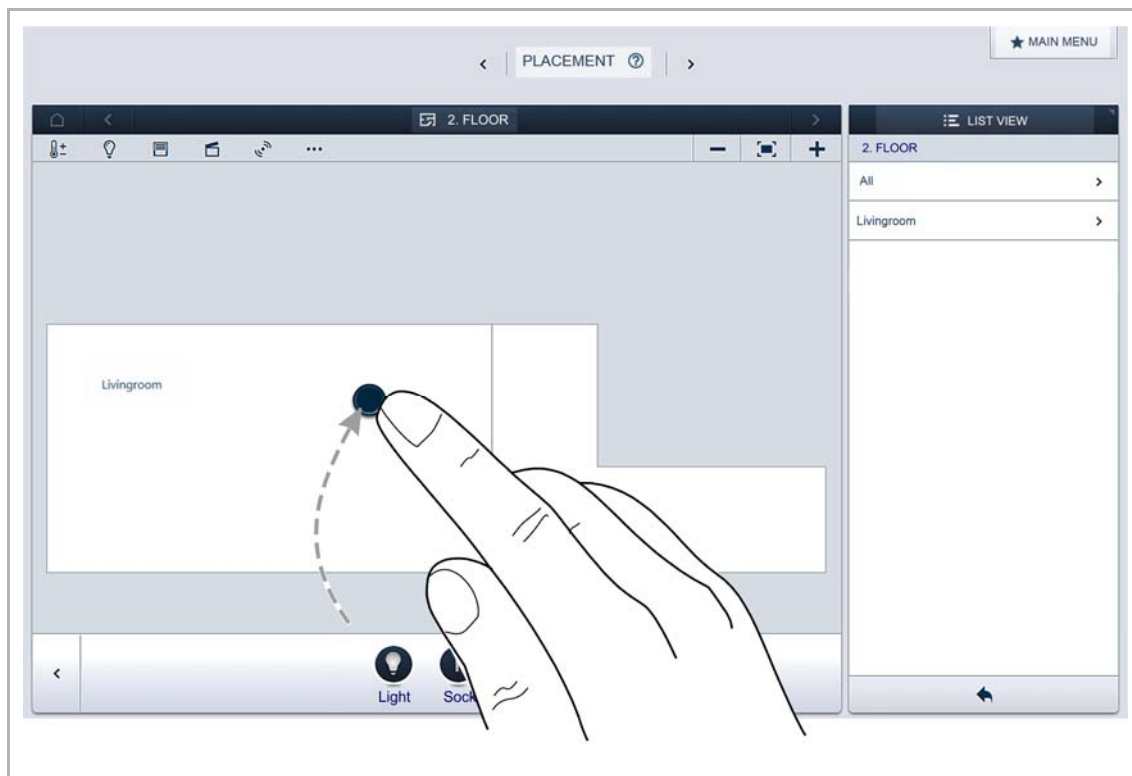 MAIN MENU
PLACEMENT ?
2. FLOOR
LIST VIEW
2. FLOOR
All
Livingroom
Livingroom
Light